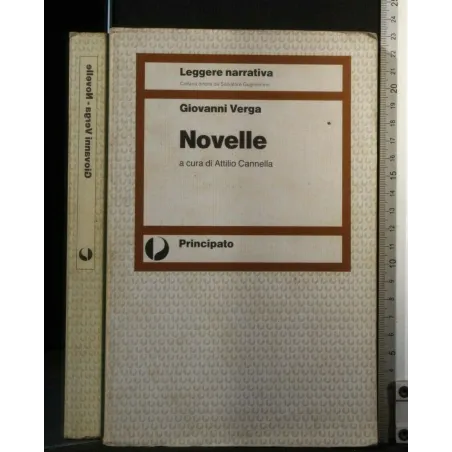 Leggere narrativa
Giovanni Verga
Novelle
a cura di Attilio Cannella
Principato
Giovanni Verga - Novelle